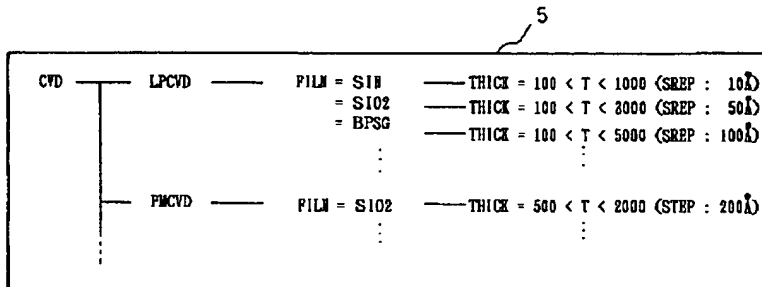 5
CVD LPCVD FILM = SIN THICK = 100 < T < 1000 (SREP : 10Å)
= SIO2 THICK = 100 < T < 3000 (SREP : 50Å)
= BPSG
THICK = 100 < T < 5000 (SREP : 100Å)
PMCVD FILM = SIO2 THICK = 500 < T < 2000 (STEP : 200Å)